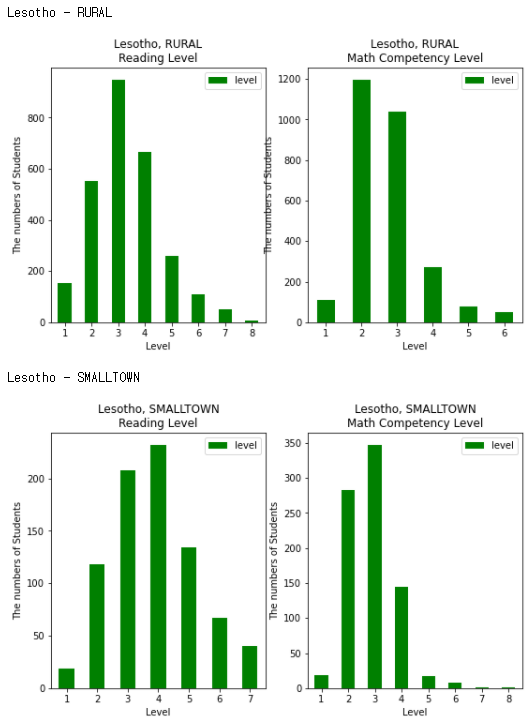 Lesotho - RURAL
Lesotho, RURAL
Reading Level
level
The numbers of Students
800
600
400
200
0
1 2 3 4 5 6 7 8
Level
Lesotho, RURAL
Math Competency Level
level
The numbers of Students
1200
1000
800
600
400
200
0
1 2 3 4 5 6
Level
Lesotho - SMALLTOWN
Lesotho, SMALLTOWN
Reading Level
level
The numbers of Students
200
150
100
50
0
1 2 3 4 5 6 7
Level
Lesotho, SMALLTOWN
Math Competency Level
level
The numbers of Students
350
300
250
200
150
100
50
0
1 2 3 4 5 6 7 8
Level